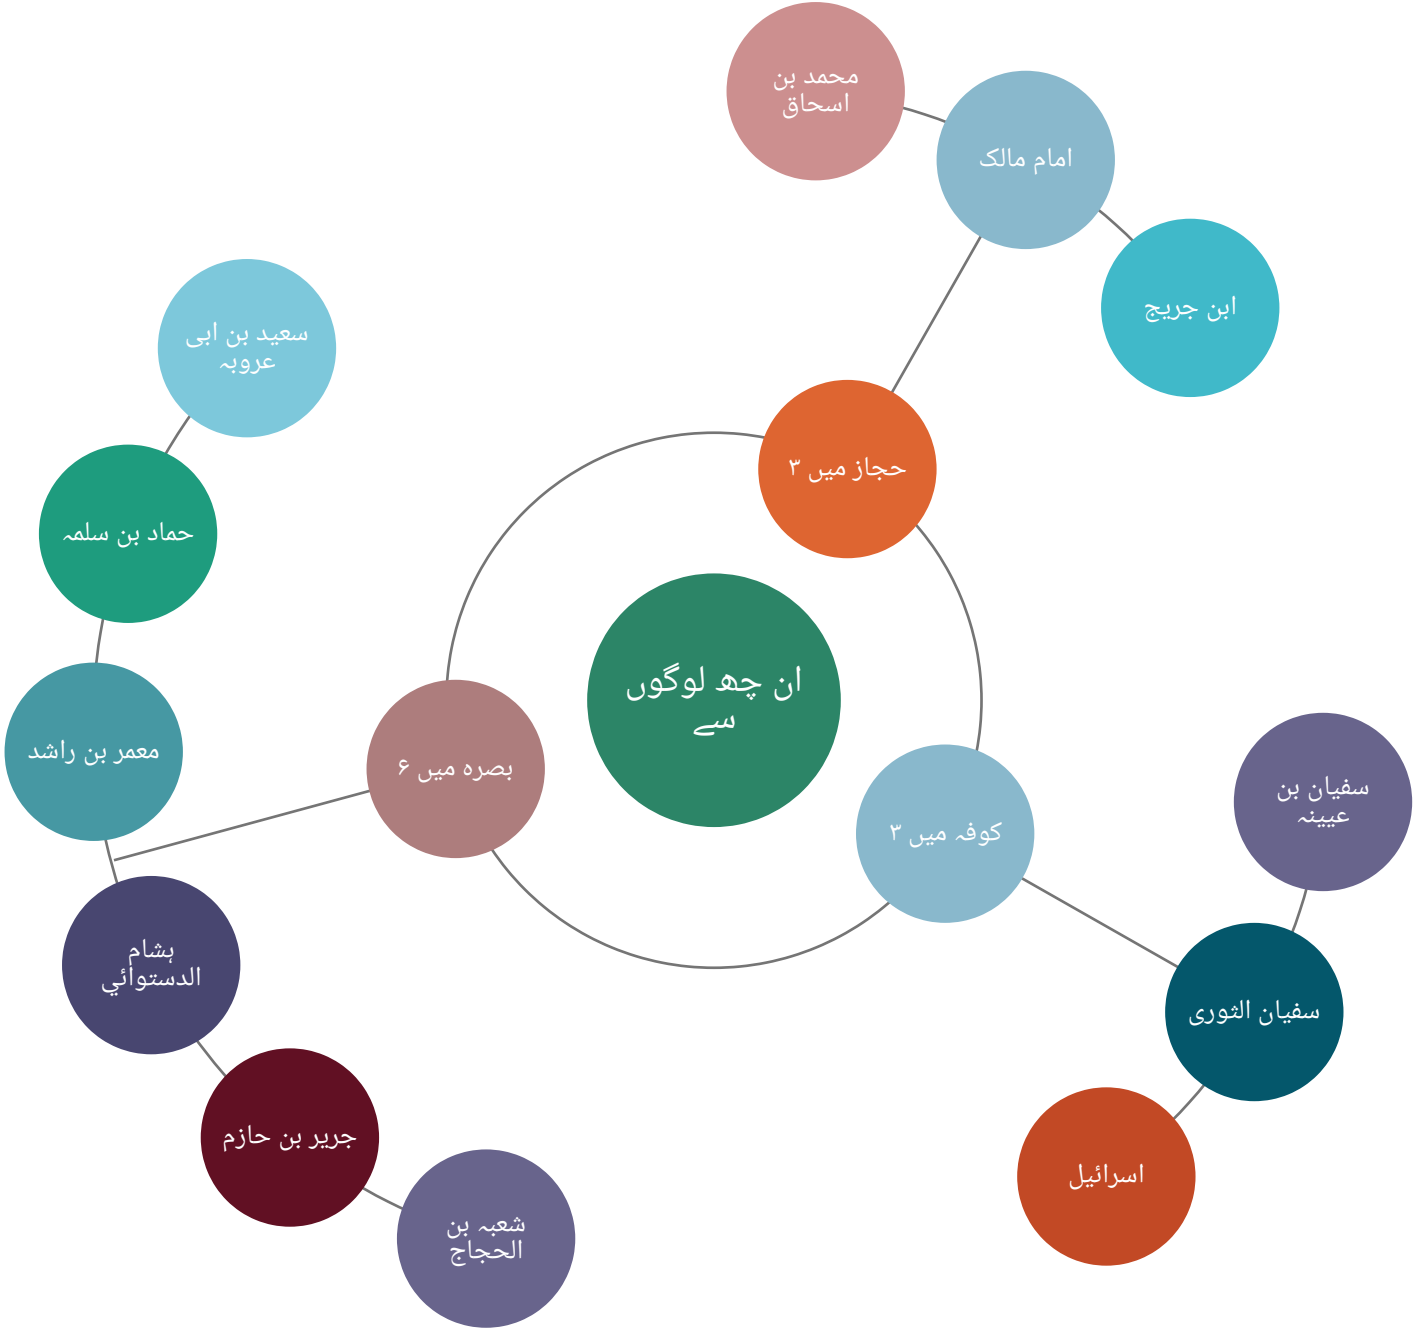 محمد بن
اسحاق
امام مالک
ابن جریج
حجاز میں ۳
ان چھ لوگوں
سے
کوفہ میں ۳
سفیان بن
عیینہ
سفیان الثوری
اسرائیل
بصرہ میں ۶
سعید بن ابی
عروبہ
حماد بن سلمہ
معمر بن راشد
ہشام
الدستوائي
جریر بن حازم
شعبہ بن
الحجاج